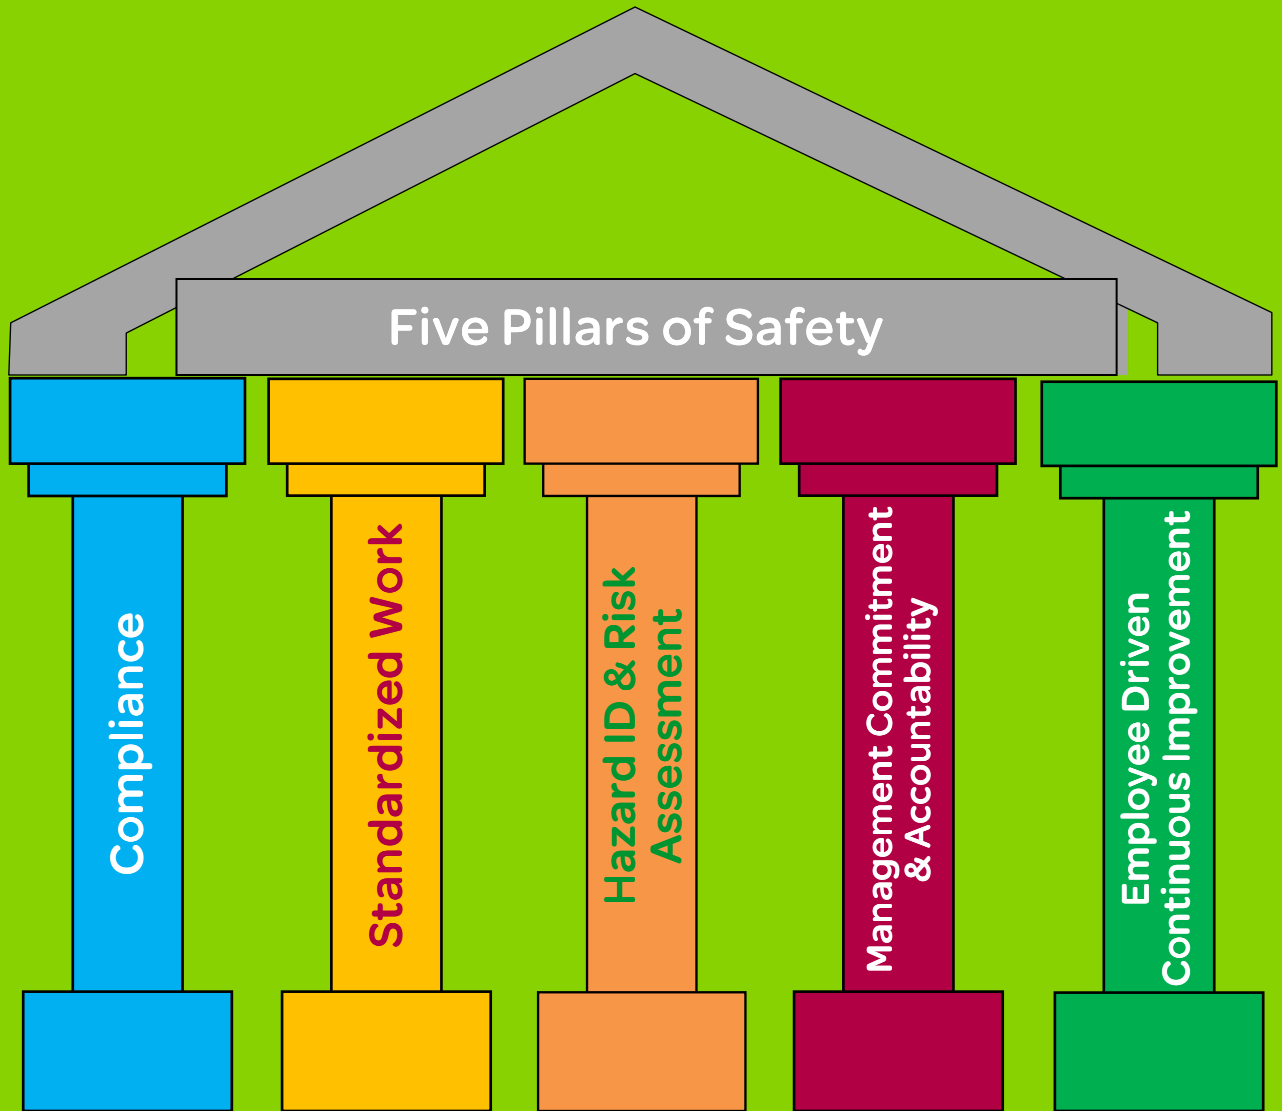 Five Pillars of Safety
Compliance
Standardized Work
Hazard ID & Risk
Assessment
Management Commitment
& Accountability
Employee Driven
Continuous Improvement